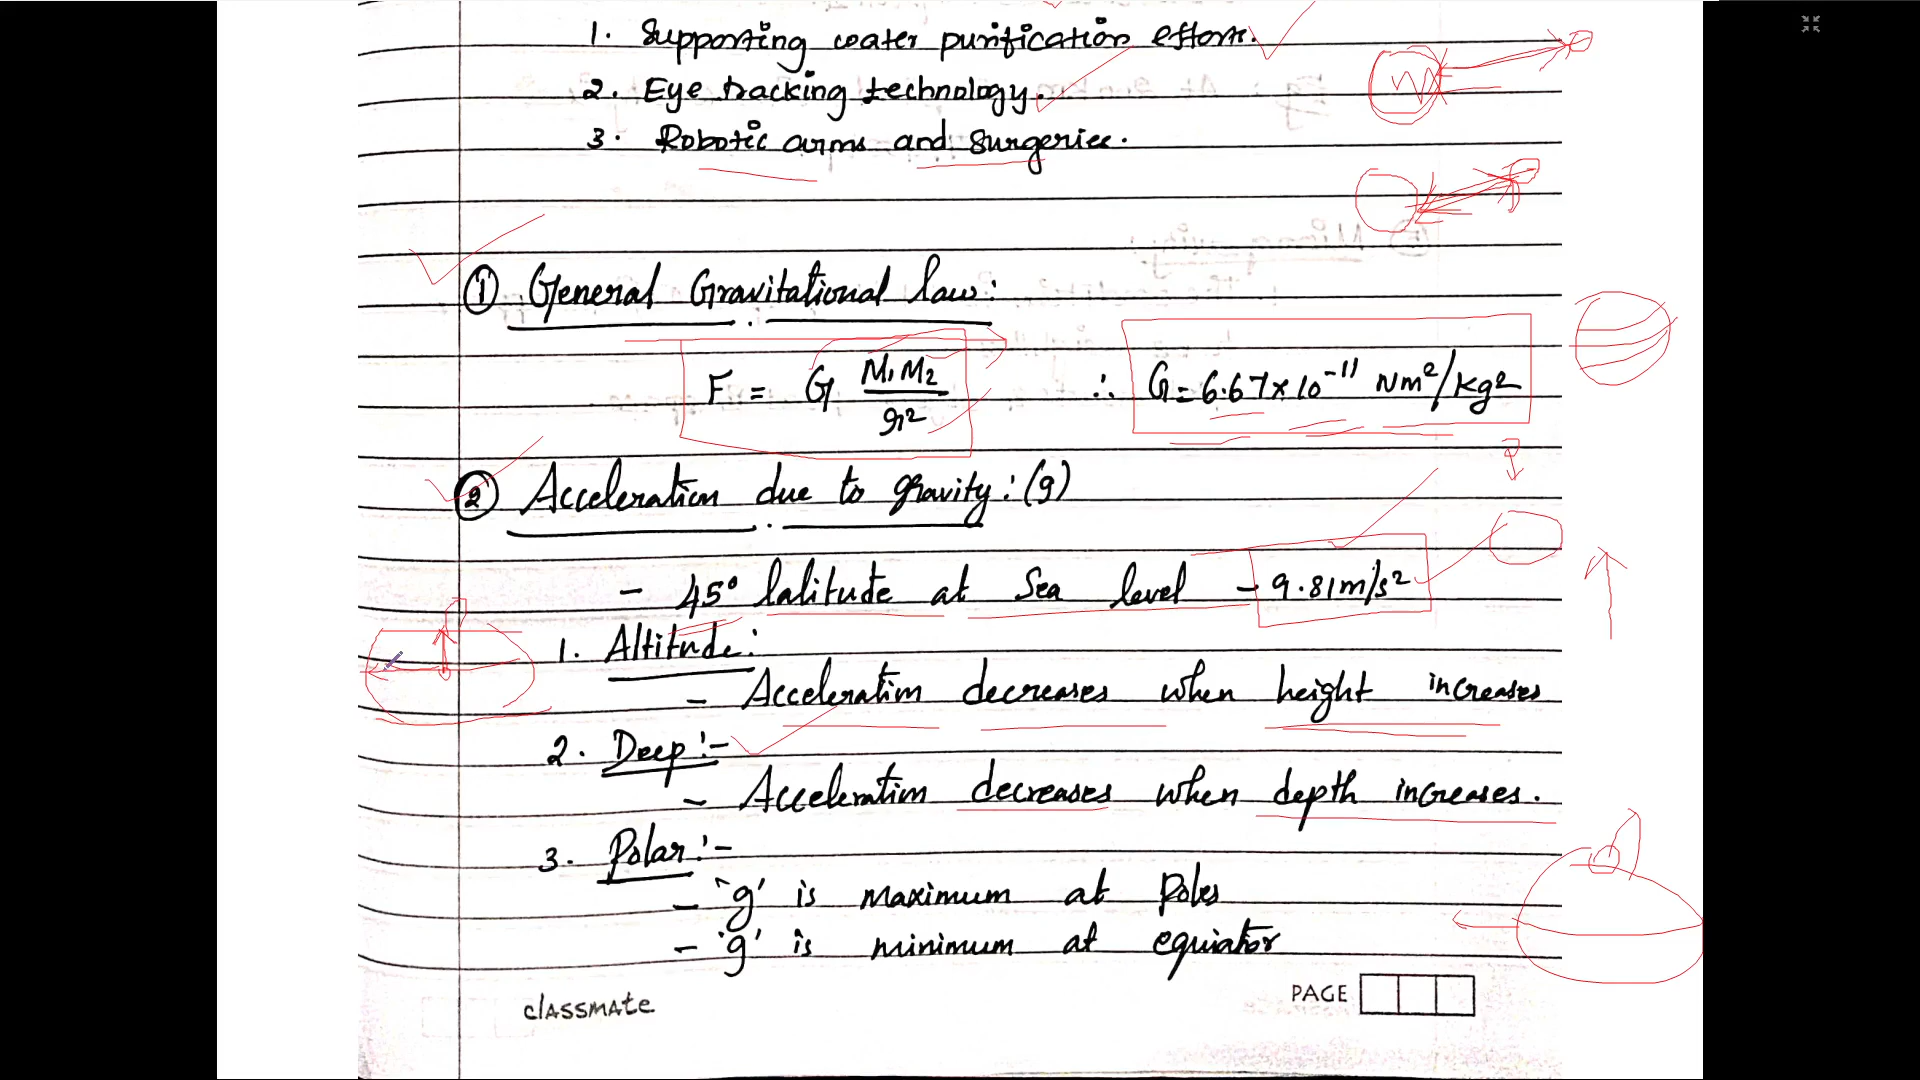 1. Supporting water purification efforts.
2. Eye tracking technology.
3. Robotic arms and Surgeries.
① General Gravitational law:
F = G M1M2/r2 ∴ G = 6.67×10-11 Nm2/kg2
② Acceleration due to gravity: (g)
- 45° latitude at Sea level - 9.81m/s2
1. Altitude:
- Acceleration decreases when height increases
2. Deep:-
- Acceleration decreases when depth increases.
3. Polar:-
- 'g' is maximum at Poles
- 'g' is minimum at equator
classmate PAGE